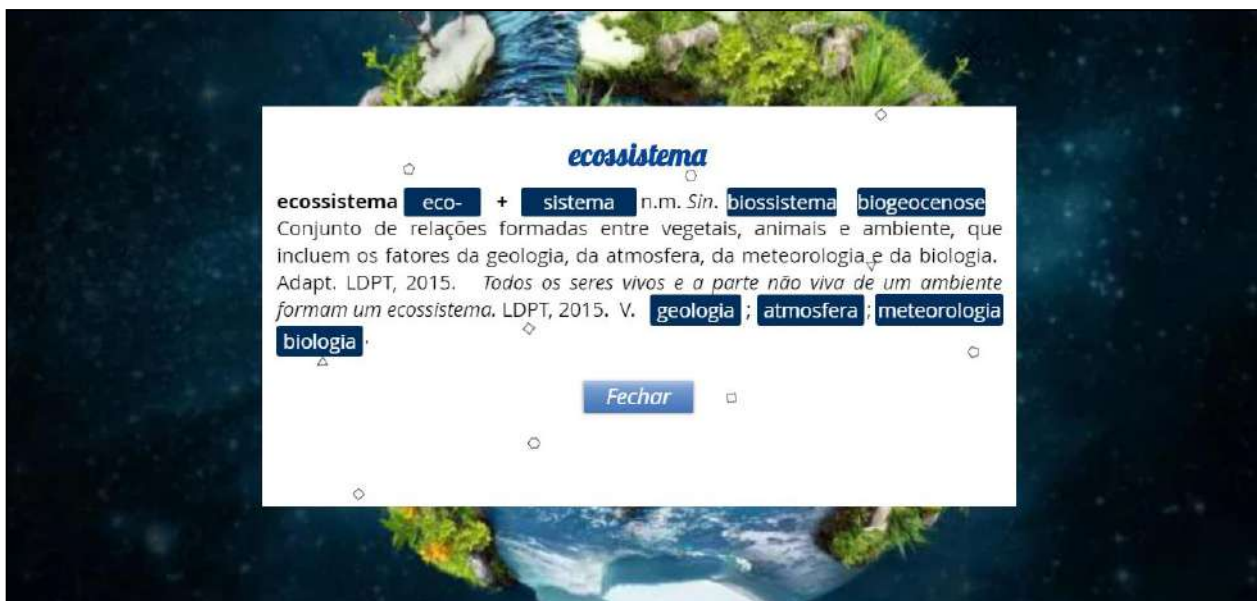 ecossistema
ecossistema eco- + sistema n.m. Sin. biossistema biogeocenose
Conjunto de relações formadas entre vegetais, animais e ambiente, que
incluem os fatores da geologia, da atmosfera, da meteorologia e da biologia.
Adapt. LDPT, 2015. Todos os seres vivos e a parte não viva de um ambiente
formam um ecossistema. LDPT, 2015. V. geologia ; atmosfera ; meteorologia
biologia .
Fechar